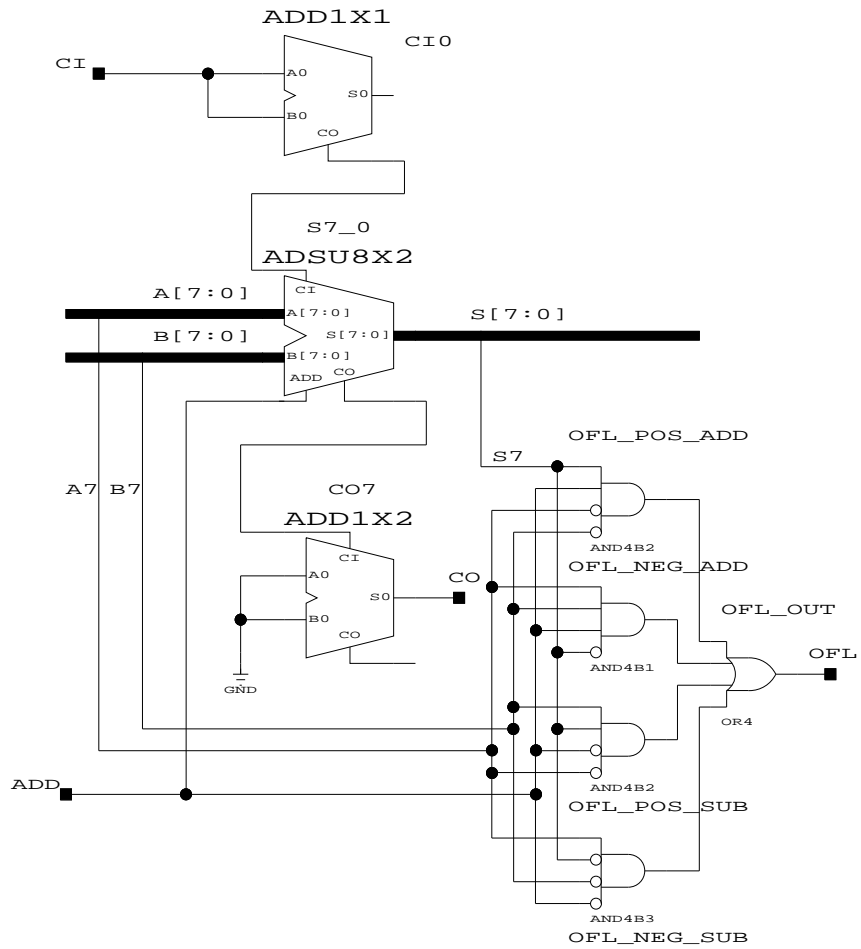 ADD1X1
CI0
CI
A0
S0
B0
CO
S7_0
ADSU8X2
CI
A[7:0]
A[7:0]
S[7:0]
B[7:0]
S[7:0]
B[7:0]
CO
ADD
OFL_POS_ADD
S7
A7 B7
CO7
ADD1X2
AND4B2
CI
OFL_NEG_ADD
A0
CO
S0
OFL_OUT
B0
CO
OFL
AND4B1
GND
OR4
ADD
AND4B2
OFL_POS_SUB
AND4B3
OFL_NEG_SUB